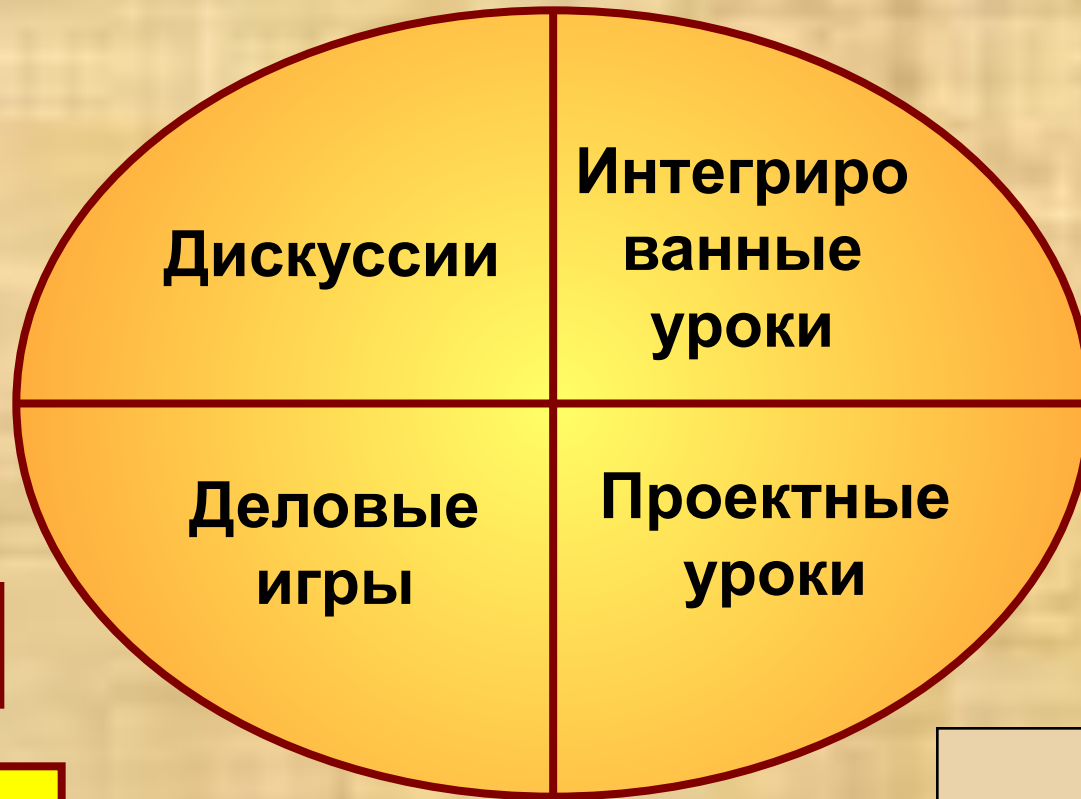 Дискуссии
Интегриро
ванные
уроки
Деловые
игры
Проектные
уроки